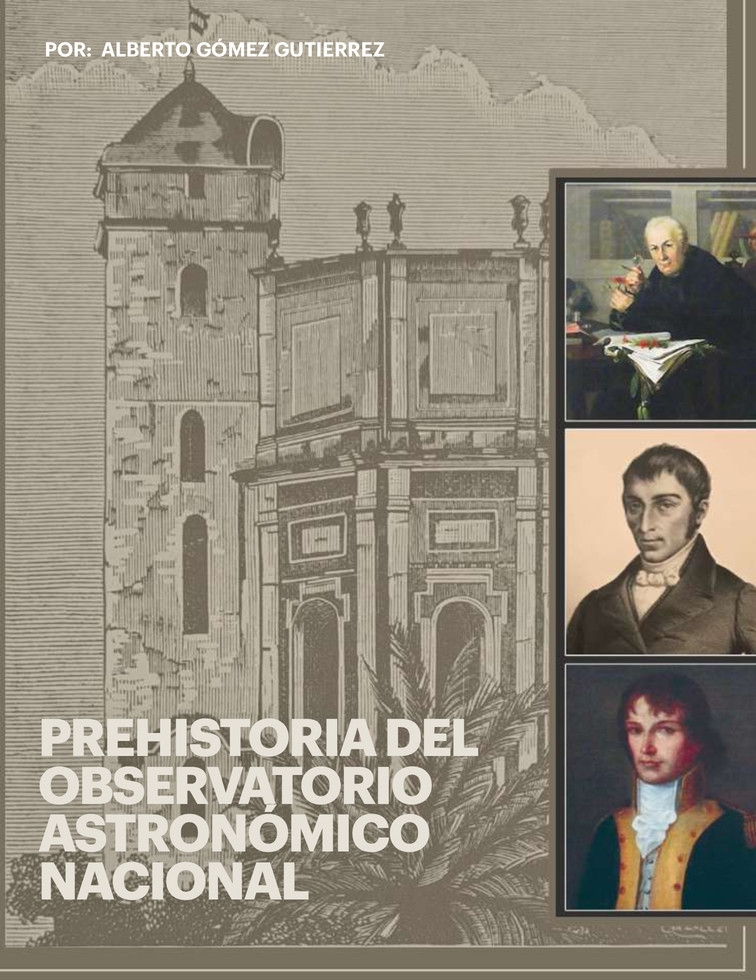 POR: ALBERTO GÓMEZ GUTIERREZ
PREHISTORIA DEL
OBSERVATORIO
ASTRONÓMICO
NACIONAL